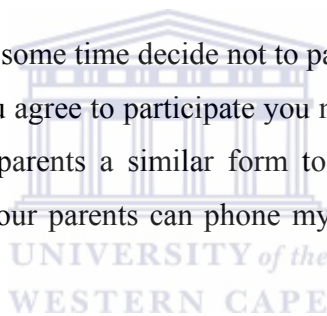 some time decide not to pa
agree to participate you
parents a similar form to
our parents can phone my
UNIVERSITY of the
WESTERN CAPE